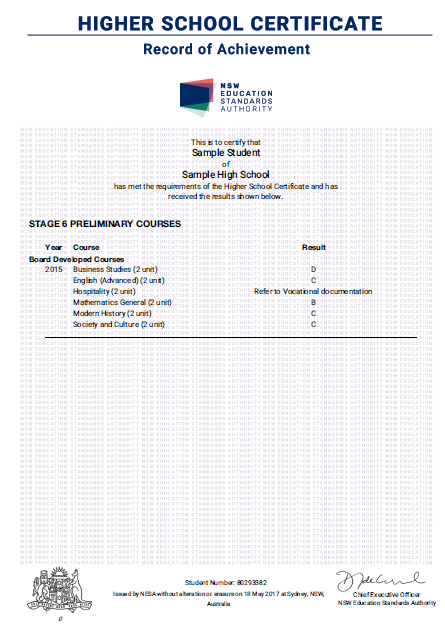 HIGHER SCHOOL CERTIFICATE
Record of Achievement
NSW
EDUCATION
STANDARDS
AUTHORITY
This is to certify that
Sample Student
of
Sample High School
has met the requirements of the Higher School Certificate and has
received the results shown below.
STAGE 6 PRELIMINARY COURSES
Year Course Result
Board Developed Courses
2015 Business Studies (2 unit) D
English (Advanced) (2 unit) C
Hospitality (2 unit) Refer to Vocational documentation
Mathematics General (2 unit) B
Modern History (2 unit) C
Society and Culture (2 unit) C
Student Number: 80293382
Issued by NESA without alteration or erasure on 18 May 2017 at Sydney, NSW,
Australia
Chief Executive Officer
NSW Education Standards Authority
0